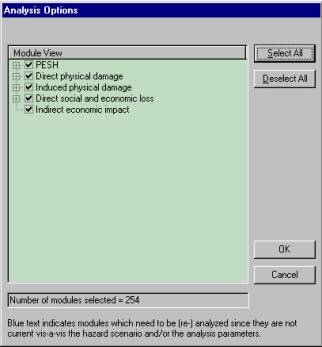 Analysis Options
Module View
Select All
PESH
Direct physical damage
Deselect All
Induced physical damage
Direct social and economic loss
Indirect economic impact
OK
Cancel
Number of modules selected = 254
Blue text indicates modules which need to be (re-) analyzed since they are not
current vis-a-vis the hazard scenario and/or the analysis parameters.